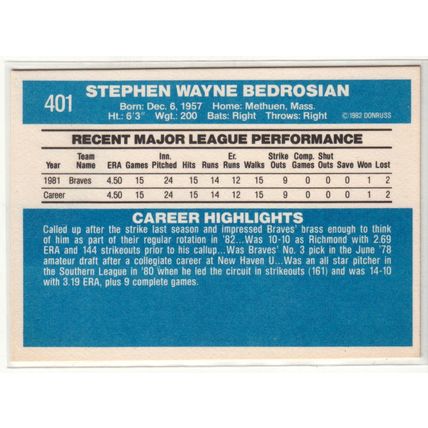 401
STEPHEN WAYNE BEDROSIAN
Born: Dec. 6, 1957 Home: Methuen, Mass.
Ht.: 6'3" Wgt.: 200 Bats: Right Throws: Right ©1982 DONRUSS
RECENT MAJOR LEAGUE PERFORMANCE
Year Team Name ERA Games Inn. Pitched Hits Runs Er. Runs Walks Strike Outs Comp. Games Shut Outs Save Won Lost
1981 Braves 4.50 15 24 15 14 12 15 9 0 0 0 1 2
Career 4.50 15 24 15 14 12 15 9 0 0 0 1 2
CAREER HIGHLIGHTS
Called up after the strike last season and impressed Braves' brass enough to
think of him as part of their regular rotation in '82...Was 10-10 as Richmond with 2.69
ERA and 144 strikeouts prior to his callup...Was Braves' No. 3 pick in the June '78
amateur draft after a collegiate career at New Haven U...Was an all star pitcher in
the Southern League in '80 when he led the circuit in strikeouts (161) and was 14-10
with 3.19 ERA, plus 9 complete games.